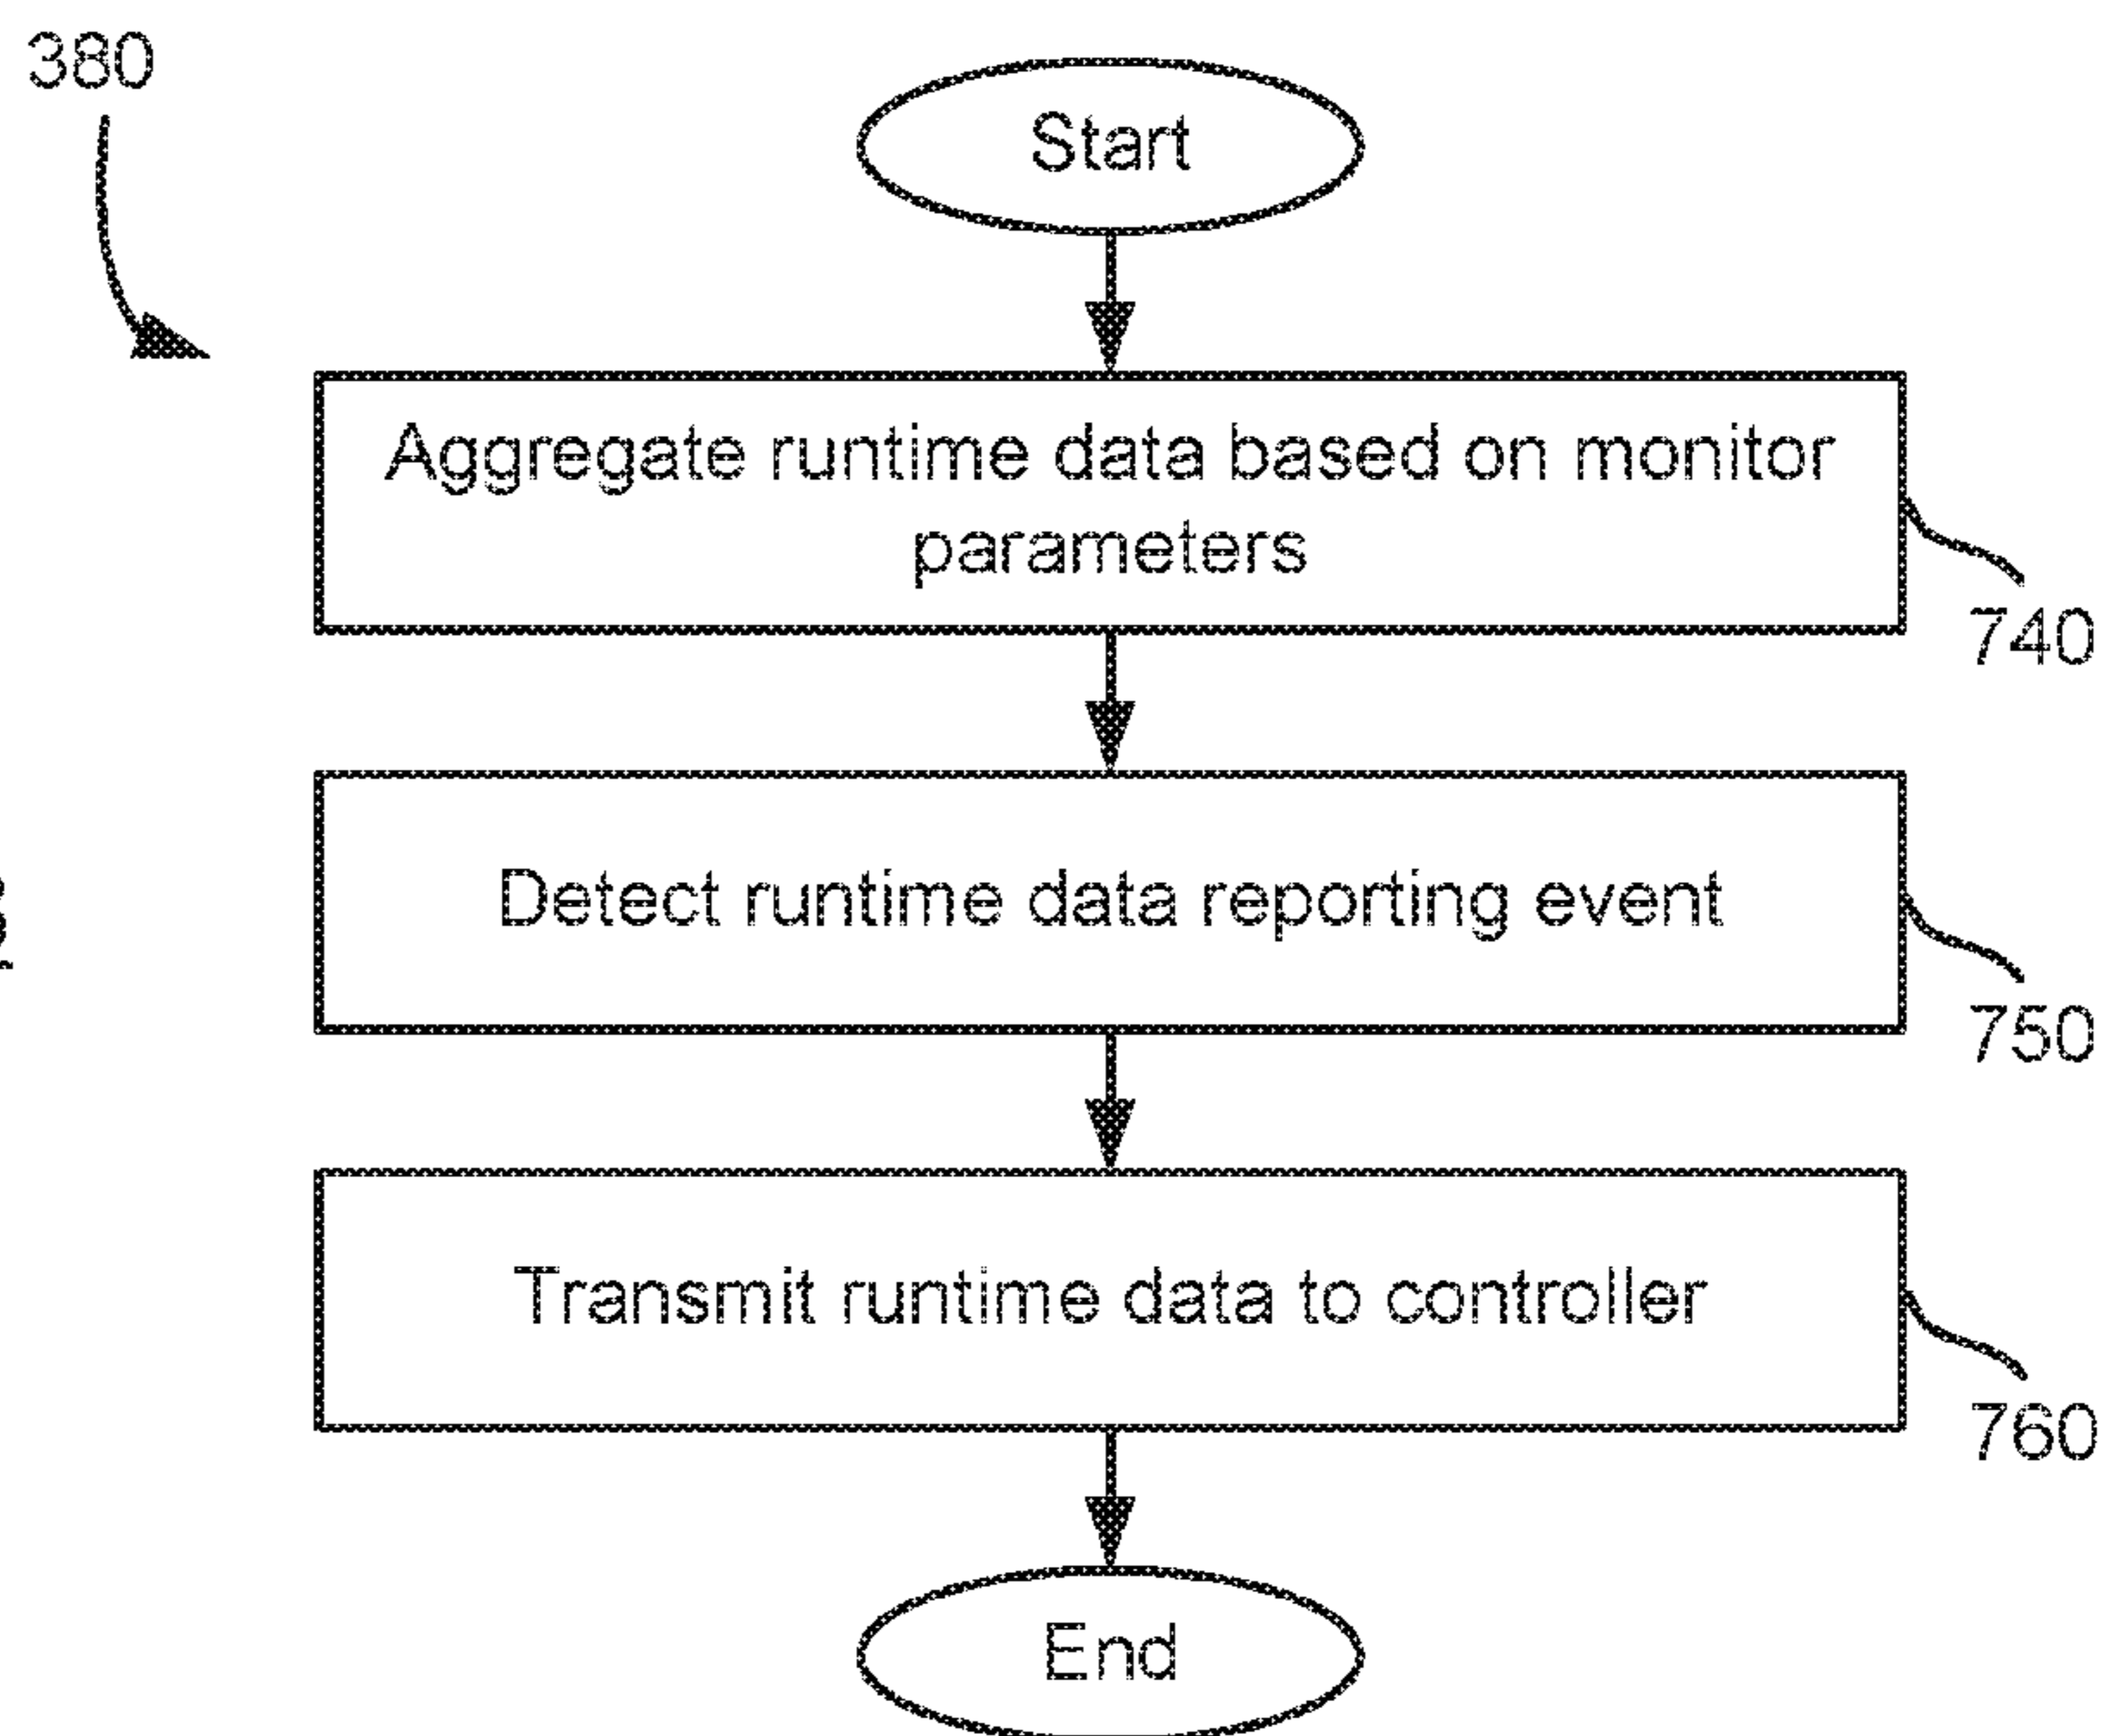 380
Start
Aggregate runtime data based on monitor
parameters
740
Detect runtime data reporting event
750
Transmit runtime data to controller
760
End